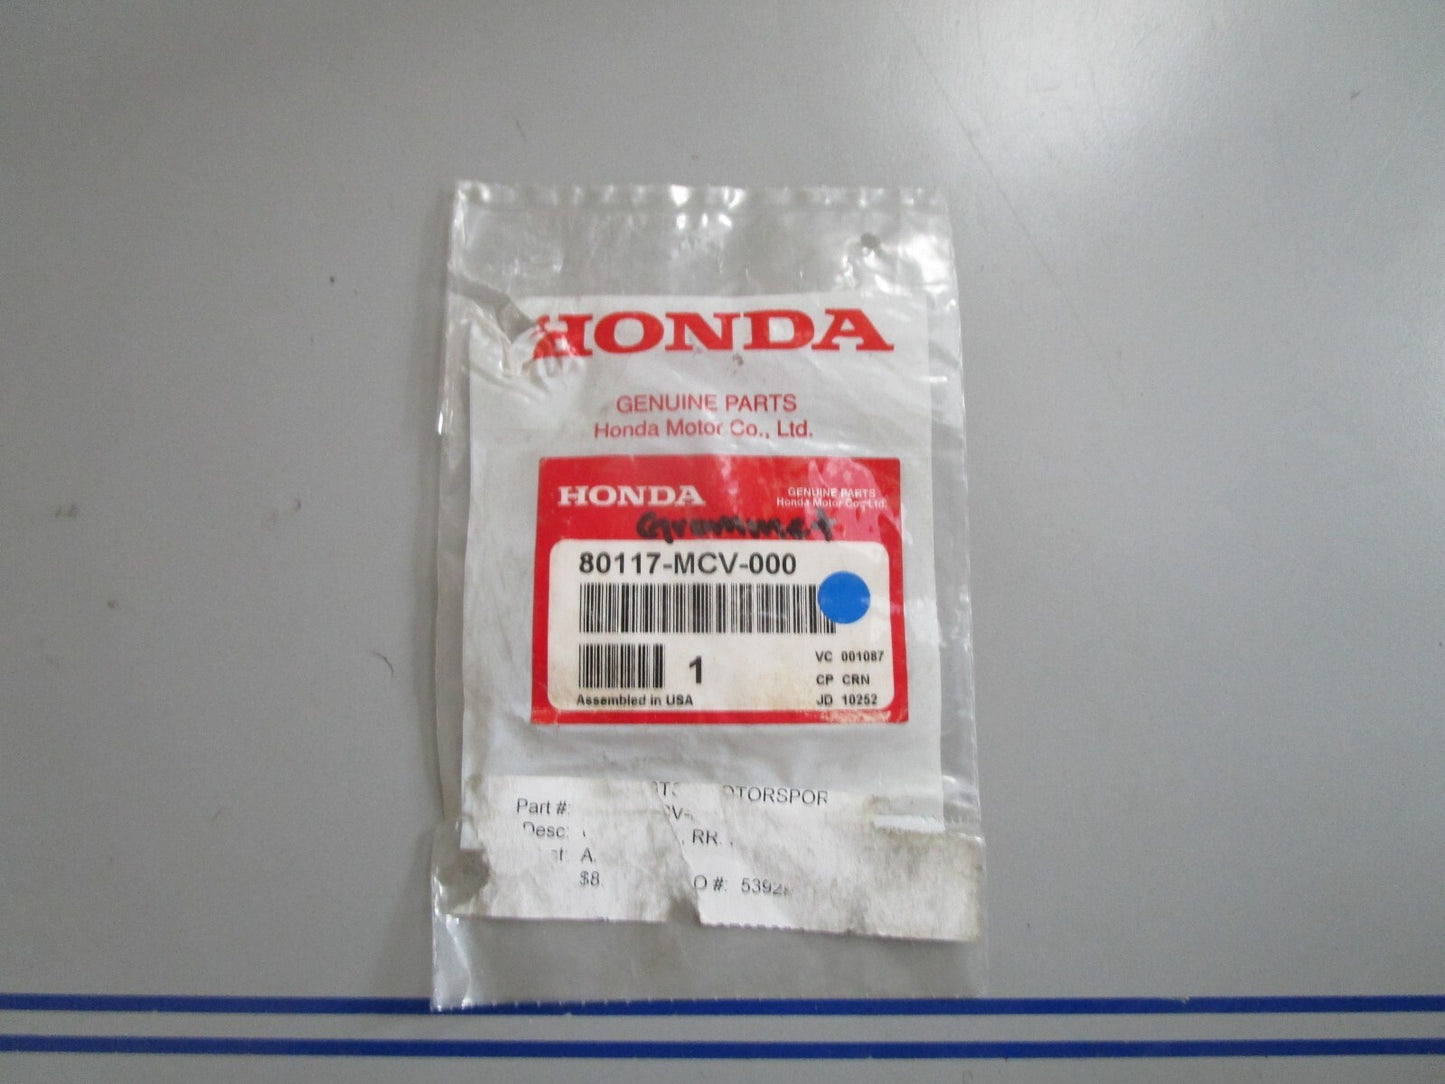 HONDA
GENUINE PARTS
Honda Motor Co., Ltd.
HONDA
GENUINE PARTS
Honda Motor Co., Ltd.
Grommet
80117-MCV-000
1
VC 001087
CP CRN
Assembled in USA
JD 10252
OTORSPOR
Part #:
CV-
Desc:
RR.
A.
$8.
O #: 5392